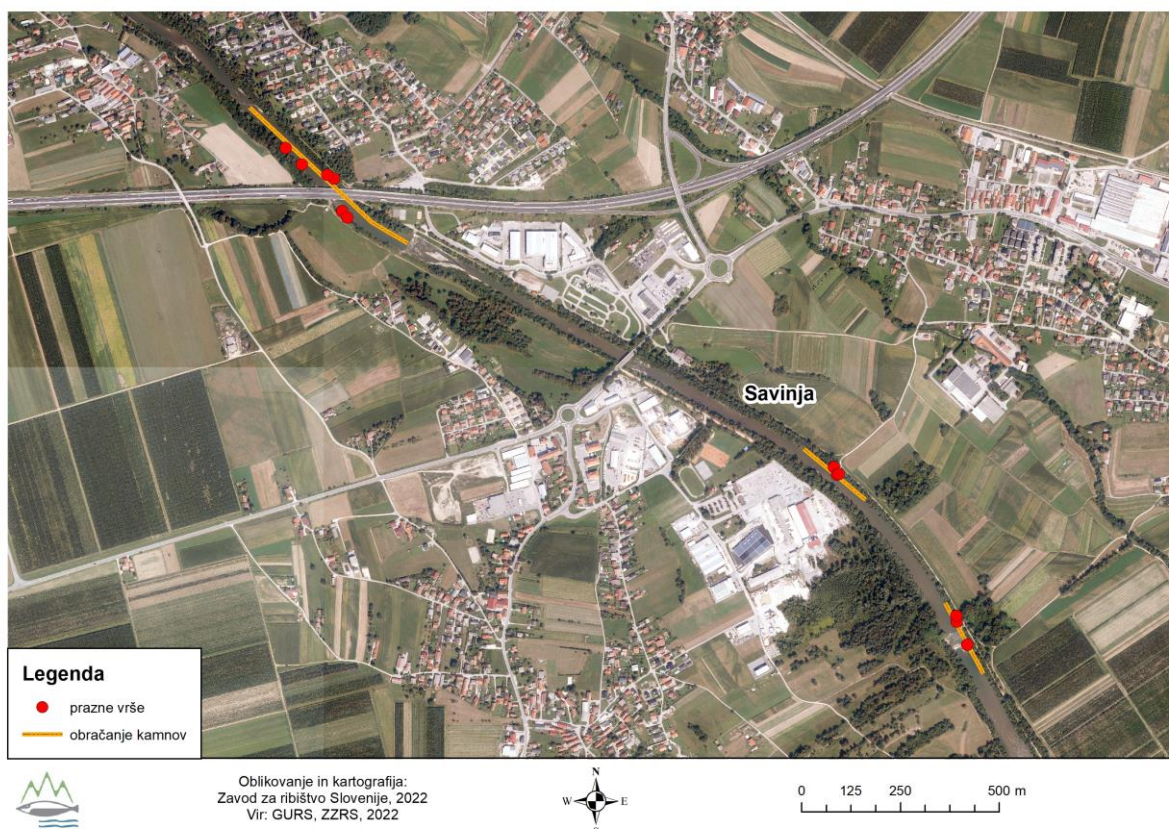 Savinja
Legenda
prazne vrše
obračanje kamnov
Oblikovanje in kartografija:
Zavod za ribištvo Slovenije, 2022
Vir: GURS, ZZRS, 2022
N
W E
S
0 125 250 500 m